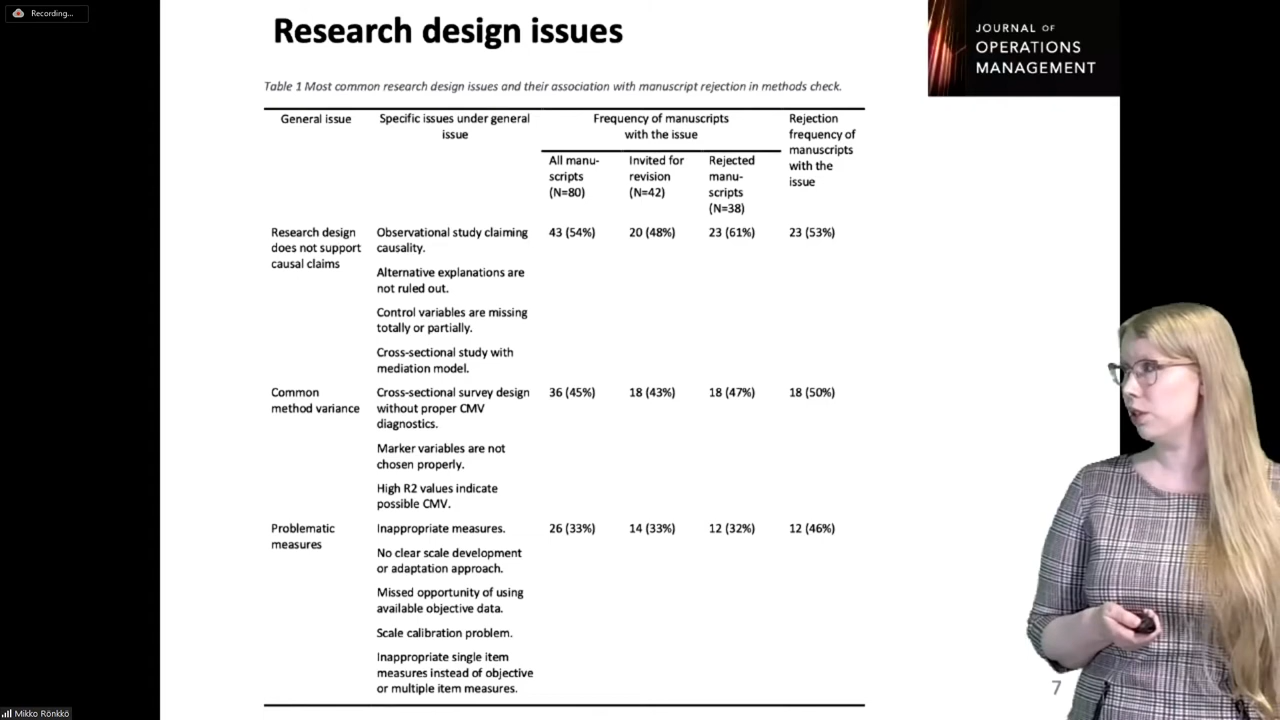 Recording...
Research design issues
JOURNAL OF
OPERATIONS
MANAGEMENT
Table 1 Most common research design issues and their association with manuscript rejection in methods check.
General issue
Specific issues under general
issue
Frequency of manuscripts
with the issue
Rejection
frequency of
manuscripts
with the
issue
All manu-
scripts
(N=80)
Invited for
revision
(N=42)
Rejected
manu-
scripts
(N=38)
Research design
does not support
causal claims
Observational study claiming
causality.
43 (54%)
20 (48%)
23 (61%)
23 (53%)
Alternative explanations are
not ruled out.
Control variables are missing
totally or partially.
Cross-sectional study with
mediation model.
Common
method variance
Cross-sectional survey design
without proper CMV
diagnostics.
36 (45%)
18 (43%)
18 (47%)
18 (50%)
Marker variables are not
chosen properly.
High R2 values indicate
possible CMV.
Problematic
measures
Inappropriate measures.
26 (33%)
14 (33%)
12 (32%)
12 (46%)
No clear scale development
or adaptation approach.
Missed opportunity of using
available objective data.
Scale calibration problem.
Inappropriate single item
measures instead of objective
or multiple item measures.
7
Mikko Rönkkö